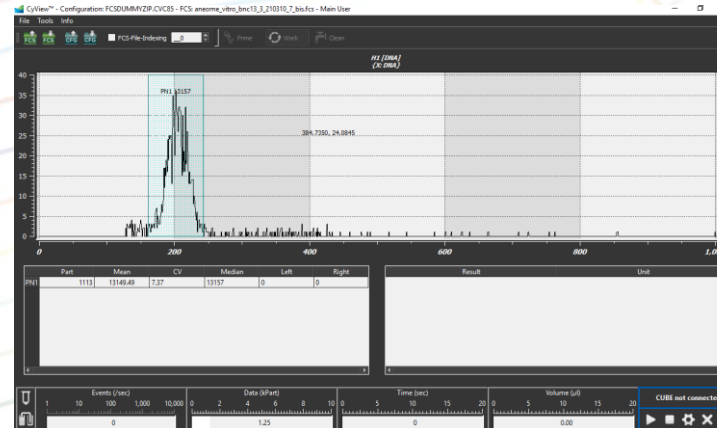 CyView™ - Configuration: FCSDUMMYZIP.CVC85 - FCS: aneome_vitro_bnc13_3_210310_7_bis.fcs - Main User
File Tools Info
FCS FCS CFG CFG FCS-File-Indexing __0 Prime Work Clean
H1 [DNA]
(X: DNA)
40
PN1 13157
35
30
384.7350, 24.0845
25
20
15
10
5
0
0 200 400 600 800 1,0
Part Mean CV Median Left Right
PN1 1113 13149.49 7.37 13157 0 0
Result Unit
Events (/sec) Data (kPart) Time (sec) Volume (µl)
CUBE not connecte
1 10 100 1,000 10,000 0 2 4 6 8 10 0 5 10 15 20 0 5 10 15 20
0 1.25 0 0.00